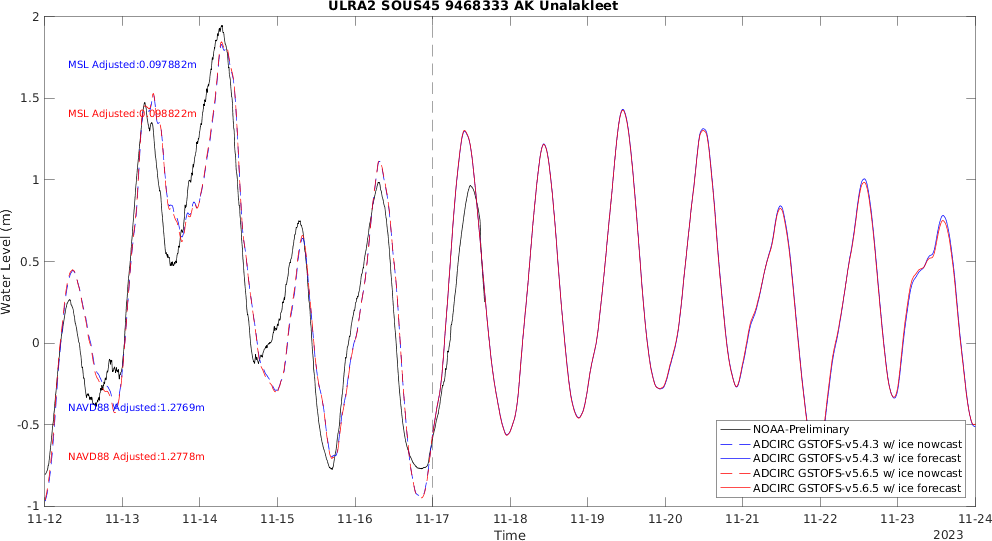 ULRA2 SOUS45 9468333 AK Unalakleet
2
1.5
1
0.5
0
-0.5
-1
Water Level (m)
MSL Adjusted:0.097882m
MSL Adjusted:0.098822m
NAVD88 Adjusted:1.2769m
NAVD88 Adjusted:1.2778m
NOAA-Preliminary
ADCIRC GSTOFS-v5.4.3 w/ ice nowcast
ADCIRC GSTOFS-v5.4.3 w/ ice forecast
ADCIRC GSTOFS-v5.6.5 w/ ice nowcast
ADCIRC GSTOFS-v5.6.5 w/ ice forecast
11-12 11-13 11-14 11-15 11-16 11-17 11-18 11-19 11-20 11-21 11-22 11-23 11-24
Time
2023